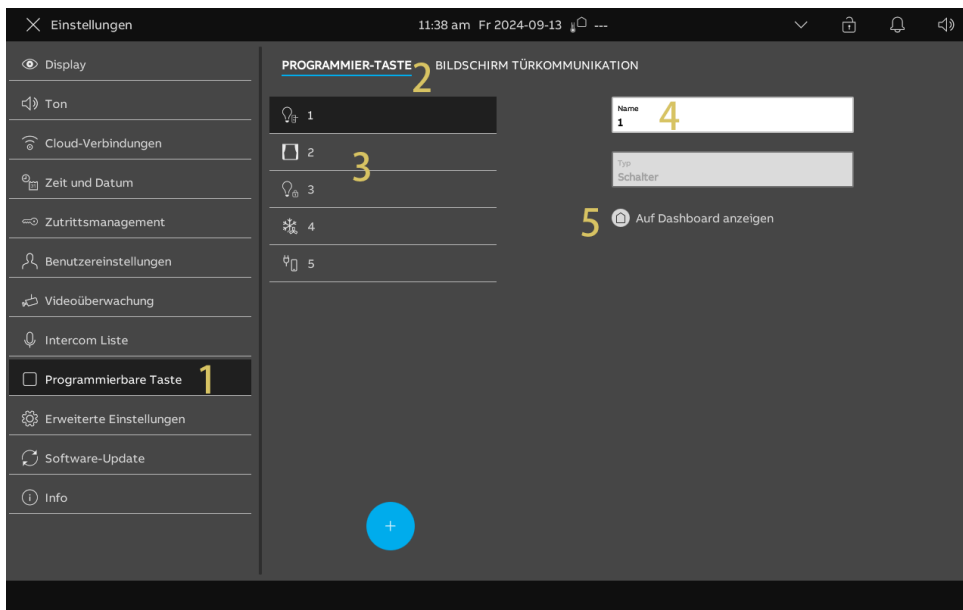 Einstellungen
11:38 am Fr 2024-09-13 ---
Display
Ton
Cloud-Verbindungen
Zeit und Datum
Zutrittsmanagement
Benutzereinstellungen
Videoüberwachung
Intercom Liste
Programmierbare Taste 1
Erweiterte Einstellungen
Software-Update
Info
PROGRAMMIER-TASTE 2 BILDSCHIRM TÜRKOMMUNIKATION
1
2
3
3
4
5
+
Name
1
4
Typ
Schalter
5 Auf Dashboard anzeigen